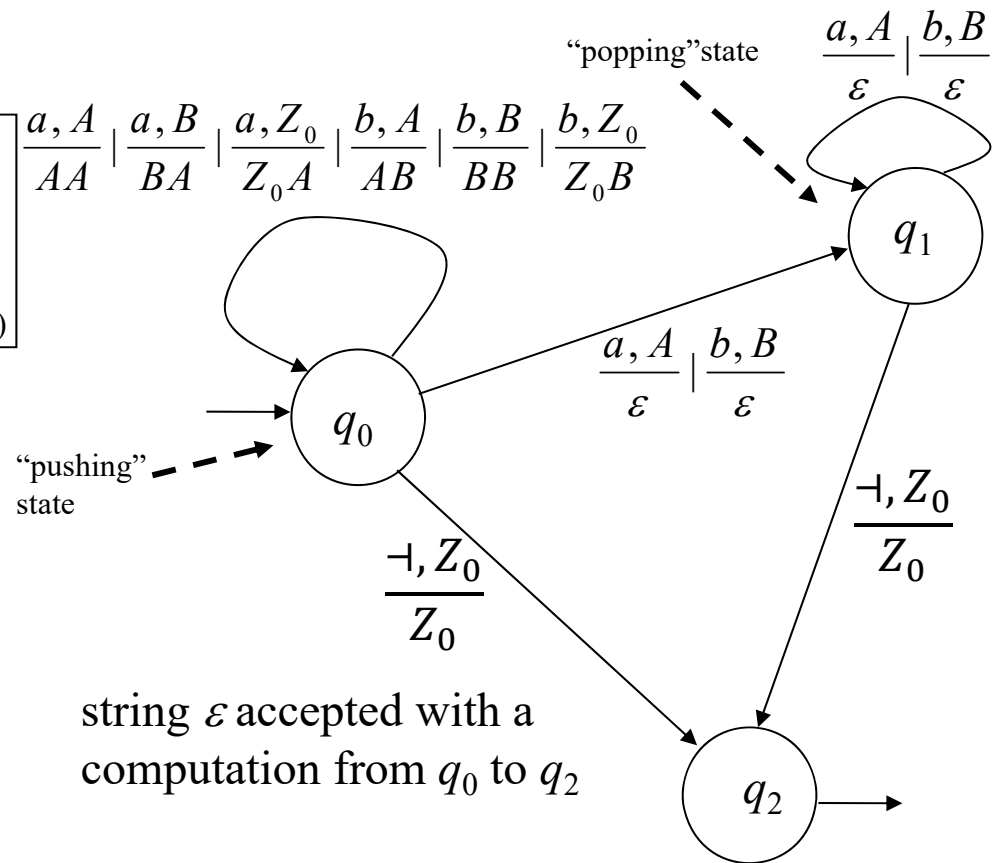 “popping”state
a, A / ε | b, B / ε
a, A / AA | a, B / BA | a, Z₀ / Z₀A | b, A / AB | b, B / BB | b, Z₀ / Z₀B
)
q₁
a, A / ε | b, B / ε
q₀
“pushing”
state
⊣, Z₀ / Z₀
⊣, Z₀ / Z₀
string ε accepted with a
computation from q₀ to q₂
q₂